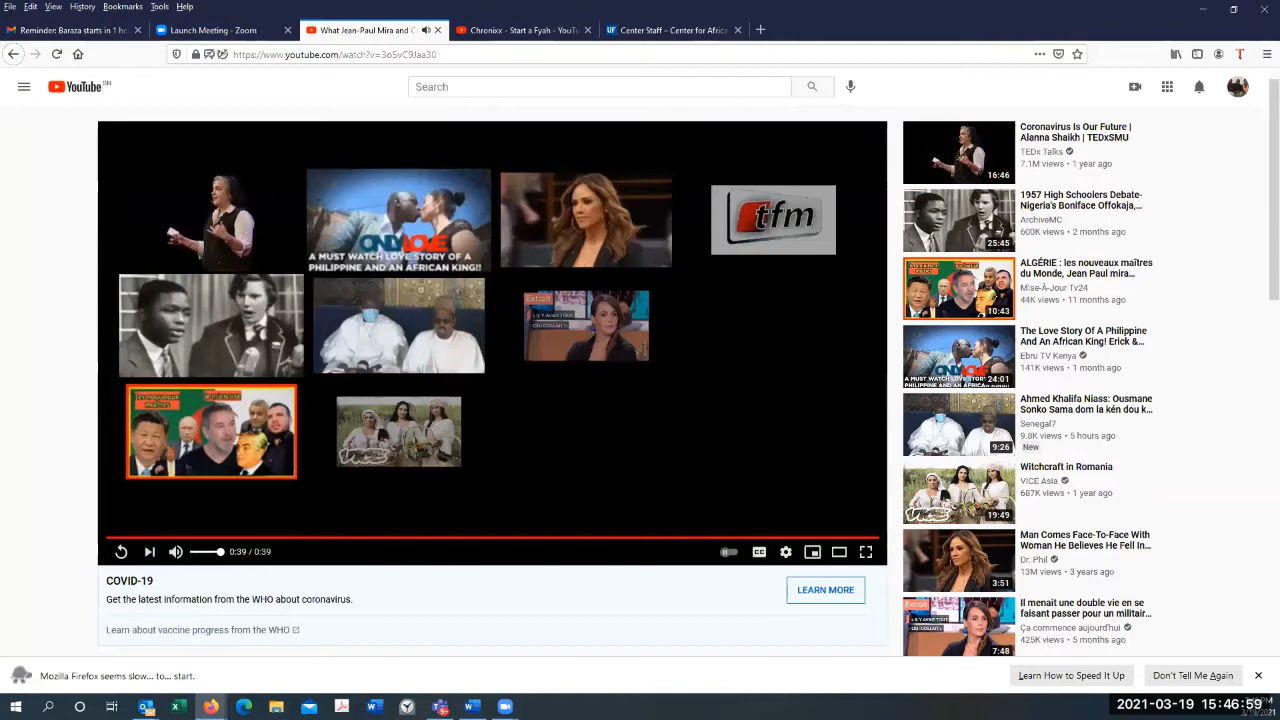 File Edit View History Bookmarks Tools Help
Reminder: Baraza starts in 1 h
Launch Meeting - Zoom
What Jean-Paul Mira and C
Chronixx - Start a Fyah - YouTu
Center Staff – Center for Africa
https://www.youtube.com/watch?v=3o5vC9Jaa30
YouTube SN
Search
ONLY LOVE
A MUST WATCH LOVE STORY OF A
PHILIPPINE AND AN AFRICAN KING!!
tfm
Extrait
0:39 / 0:39
CC
COVID-19
Get the latest information from the WHO about coronavirus.
LEARN MORE
Learn about vaccine progress from the WHO
Coronavirus Is Our Future |
Alanna Shaikh | TEDxSMU
TED Talks
7.1M views • 1 year ago
16:46
1957 High Schoolers Debate-
Nigeria's Boniface Offokaja,...
ArchiveMC
600K views • 2 months ago
25:45
ALGÉRIE : les nouveaux maîtres
du Monde, Jean Paul mira...
Mise-À-Jour Tv24
44K views • 11 months ago
10:43
The Love Story Of A Philippine
And An African King! Erick &...
Ebru TV Kenya
141K views • 1 month ago
24:01
Ahmed Khalifa Niass: Ousmane
Sonko Sama dom la kén dou k...
Senegal7
9.8K views • 5 hours ago
New
9:26
Witchcraft in Romania
VICE Asia
687K views • 1 year ago
19:49
Man Comes Face-To-Face With
Woman He Believes He Fell In...
Dr. Phil
13M views • 3 years ago
3:51
Il menait une double vie en se
faisant passer pour un militair...
Ça commence aujourd'hui
425K views • 5 months ago
7:48
Extrait
Mozilla Firefox seems slow... to... start.
Learn How to Speed It Up
Don't Tell Me Again
2021-03-19 15:46:59